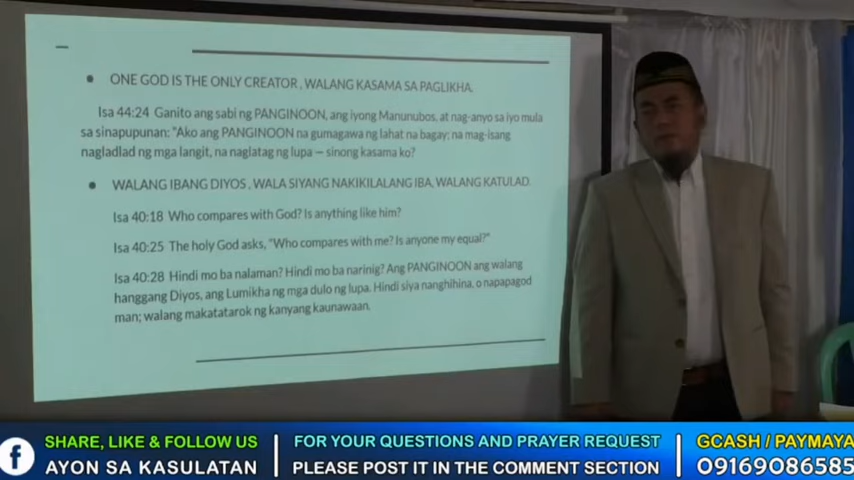 ONE GOD IS THE ONLY CREATOR , WALANG KASAMA SA PAGLIKHA.
Isa 44:24 Ganito ang sabi ng PANGINOON, ang iyong Manunubos, at nag-anyo sa iyo mula
sa sinapupunan: "Ako ang PANGINOON na gumagawa ng lahat na bagay; na mag-isang
nagladlad ng mga langit, na naglatag ng lupa — sinong kasama ko?
WALANG IBANG DIYOS , WALA SIYANG NAKIKILALANG IBA, WALANG KATULAD.
Isa 40:18 Who compares with God? Is anything like him?
Isa 40:25 The holy God asks, "Who compares with me? Is anyone my equal?"
Isa 40:28 Hindi mo ba nalaman? Hindi mo ba narinig? Ang PANGINOON ang walang
hanggang Diyos, ang Lumikha ng mga dulo ng lupa. Hindi siya nanghihina, o napapagod
man; walang makatatarok ng kanyang kaunawaan.
SHARE, LIKE & FOLLOW US
AYON SA KASULATAN
FOR YOUR QUESTIONS AND PRAYER REQUEST
PLEASE POST IT IN THE COMMENT SECTION
GCASH / PAYMAYA
09169086585